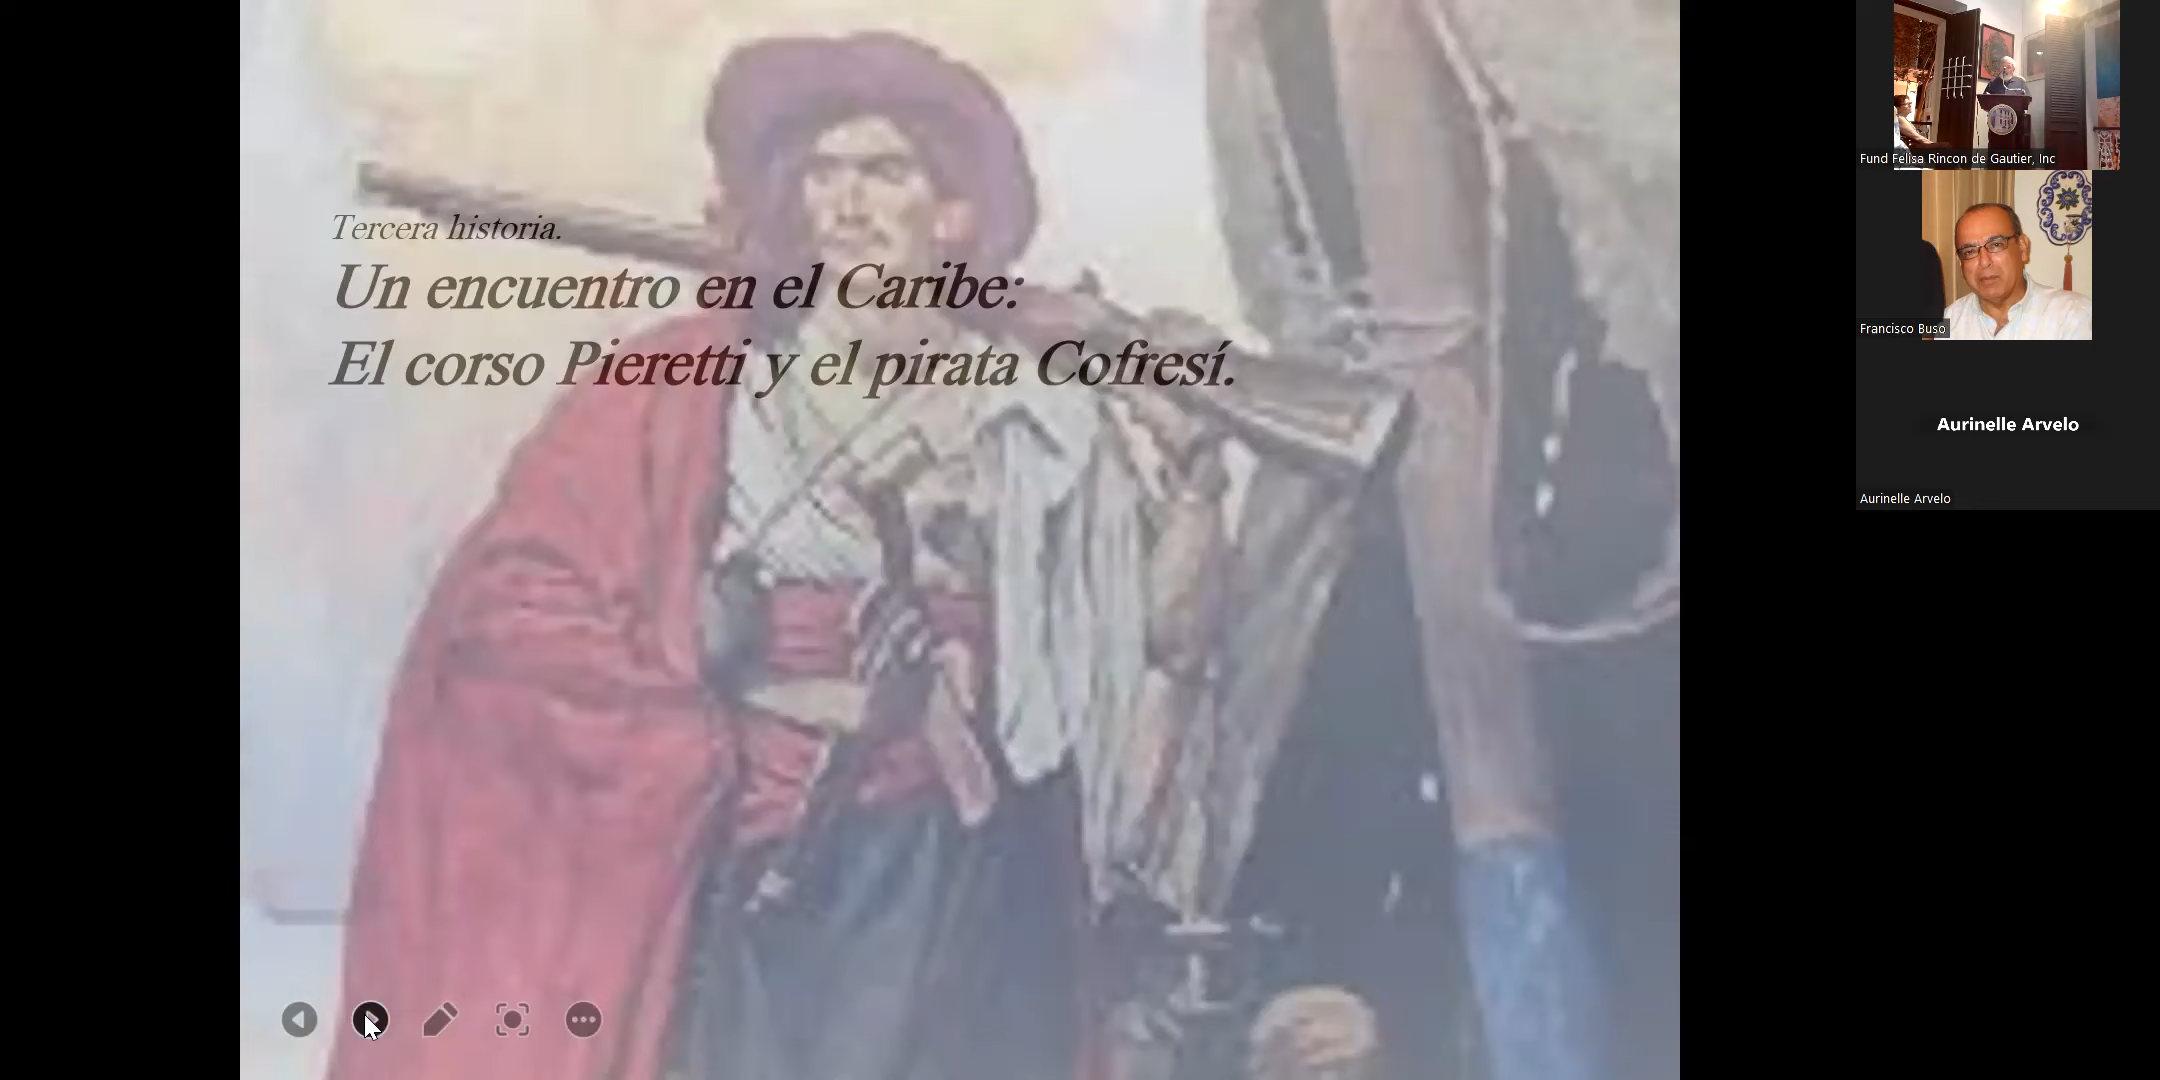 Tercera historia.
Un encuentro en el Caribe:
El corso Pieretti y el pirata Cofresí.
Fund Felisa Rincon de Gautier, Inc
Francisco Buso
Aurinelle Arvelo
Aurinelle Arvelo